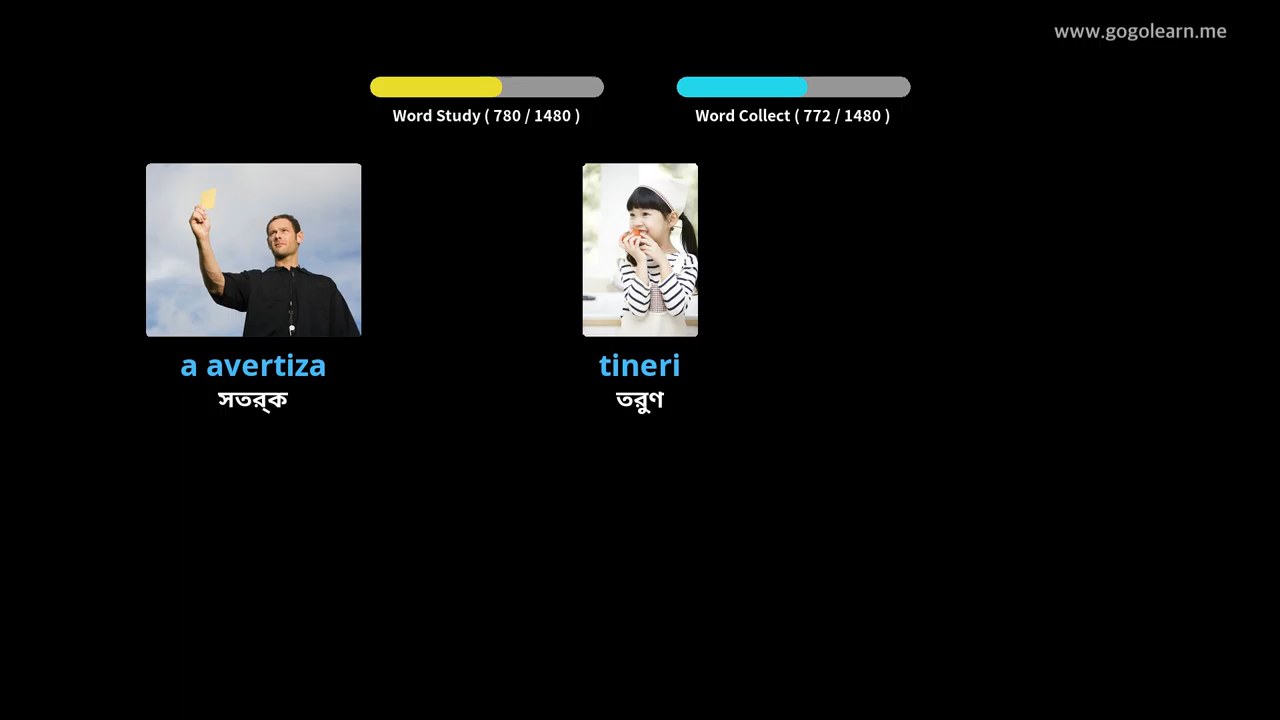 www.gogolearn.me
Word Study ( 780 / 1480 )
Word Collect ( 772 / 1480 )
a avertiza
সতর্ক
tineri
তরুণ